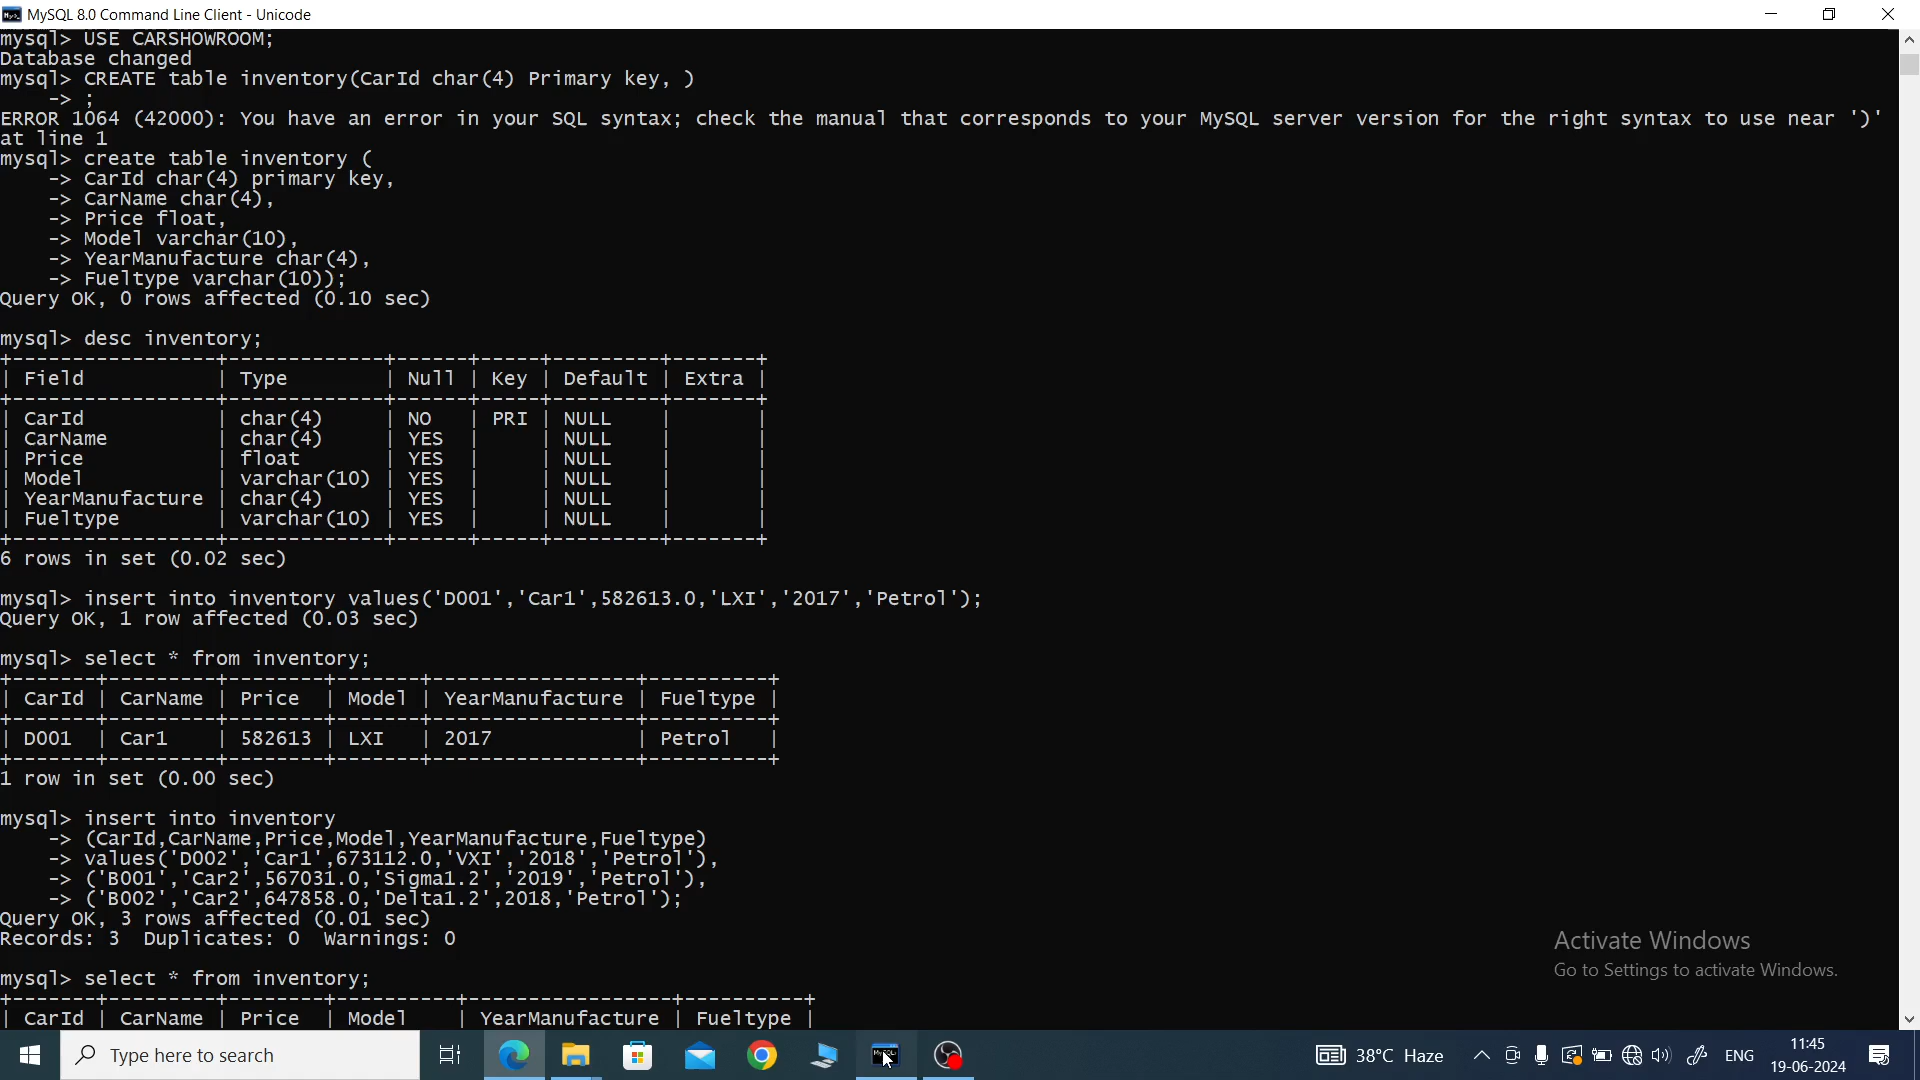 MySQL 8.0 Command Line Client - Unicode
mysql> USE CARSHOWROOM;
Database changed
mysql> CREATE table inventory(CarId char(4) Primary key, )
    -> ;
ERROR 1064 (42000): You have an error in your SQL syntax; check the manual that corresponds to your MySQL server version for the right syntax to use near ')'
at line 1
mysql> create table inventory (
    -> CarId char(4) primary key,
    -> CarName char(4),
    -> Price float,
    -> Model varchar(10),
    -> YearManufacture char(4),
    -> Fueltype varchar(10));
Query OK, 0 rows affected (0.10 sec)
mysql> desc inventory;
+-----------------+-------------+------+-----+---------+-------+
| Field           | Type        | Null | Key | Default | Extra |
+-----------------+-------------+------+-----+---------+-------+
| CarId           | char(4)     | NO   | PRI | NULL    |       |
| CarName         | char(4)     | YES  |     | NULL    |       |
| Price           | float       | YES  |     | NULL    |       |
| Model           | varchar(10) | YES  |     | NULL    |       |
| YearManufacture | char(4)     | YES  |     | NULL    |       |
| Fueltype        | varchar(10) | YES  |     | NULL    |       |
+-----------------+-------------+------+-----+---------+-------+
6 rows in set (0.02 sec)
mysql> insert into inventory values('D001','Car1',582613.0,'LXI','2017','Petrol');
Query OK, 1 row affected (0.03 sec)
mysql> select * from inventory;
+-------+---------+--------+-------+-----------------+----------+
| CarId | CarName | Price  | Model | YearManufacture | Fueltype |
+-------+---------+--------+-------+-----------------+----------+
| D001  | Car1    | 582613 | LXI   | 2017            | Petrol   |
+-------+---------+--------+-------+-----------------+----------+
1 row in set (0.00 sec)
mysql> insert into inventory
    -> (CarId,CarName,Price,Model,YearManufacture,Fueltype)
    -> values('D002','Car1',673112.0,'VXI','2018','Petrol'),
    -> ('B001','Car2',567031.0,'Sigma1.2','2019','Petrol'),
    -> ('B002','Car2',647858.0,'Delta1.2',2018,'Petrol');
Query OK, 3 rows affected (0.01 sec)
Records: 3  Duplicates: 0  Warnings: 0
mysql> select * from inventory;
+-------+---------+--------+----------+-----------------+----------+
| CarId | CarName | Price  | Model    | YearManufacture | Fueltype |
Activate Windows
Go to Settings to activate Windows.
Type here to search
38°C Haze
ENG
11:45
19-06-2024